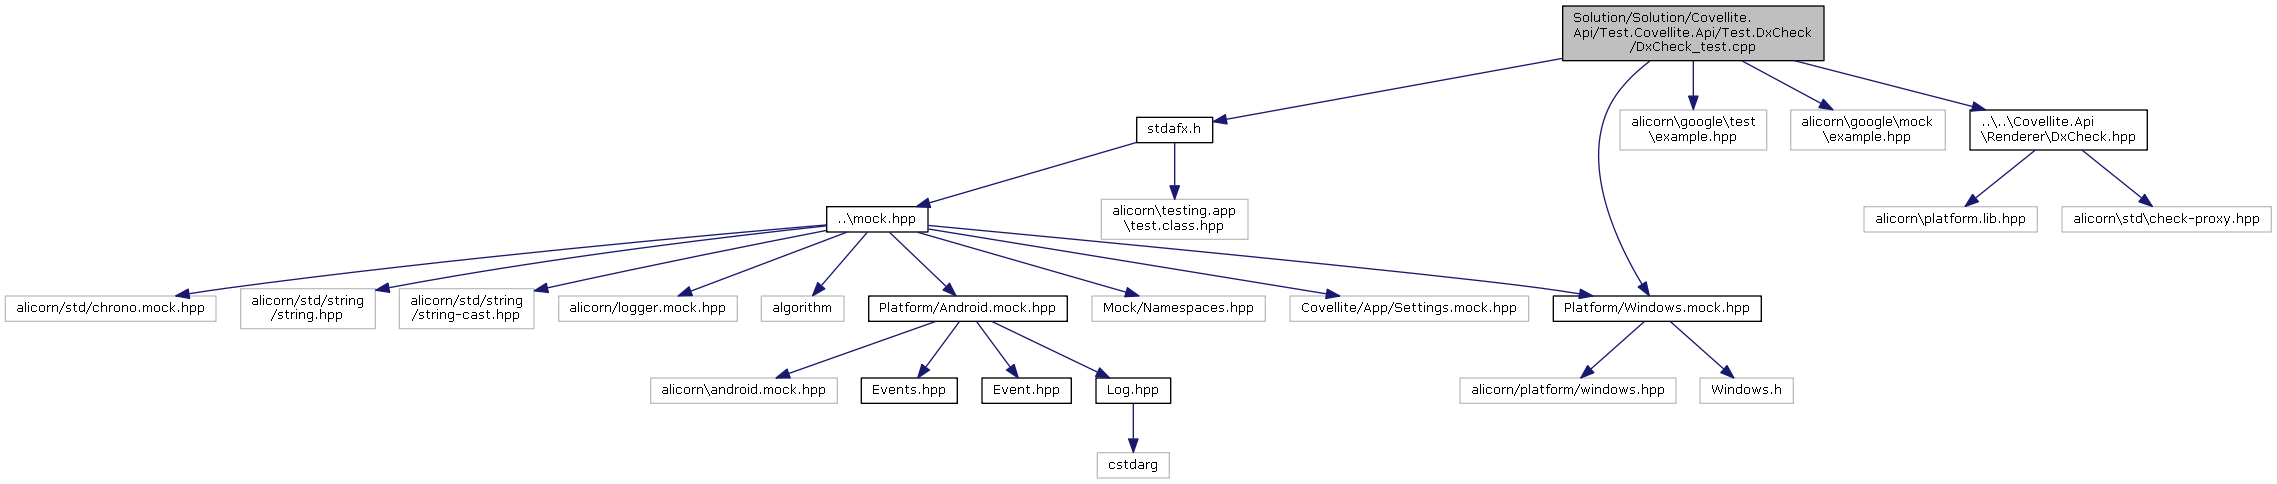 Solution/Solution/Covellite.
Api/Test.Covellite.Api/Test.DxCheck
/DxCheck_test.cpp
stdafx.h
alicorn\google\test
\example.hpp
alicorn\google\mock
\example.hpp
..\..\Covellite.Api
\Renderer\DxCheck.hpp
..\mock.hpp
alicorn\testing.app
\test.class.hpp
alicorn\platform.lib.hpp
alicorn\std\check-proxy.hpp
alicorn/std/chrono.mock.hpp
alicorn/std/string
/string.hpp
alicorn/std/string
/string-cast.hpp
alicorn/logger.mock.hpp
algorithm
Platform/Android.mock.hpp
Mock/Namespaces.hpp
Covellite/App/Settings.mock.hpp
Platform/Windows.mock.hpp
alicorn\android.mock.hpp
Events.hpp
Event.hpp
Log.hpp
alicorn/platform/windows.hpp
Windows.h
cstdarg